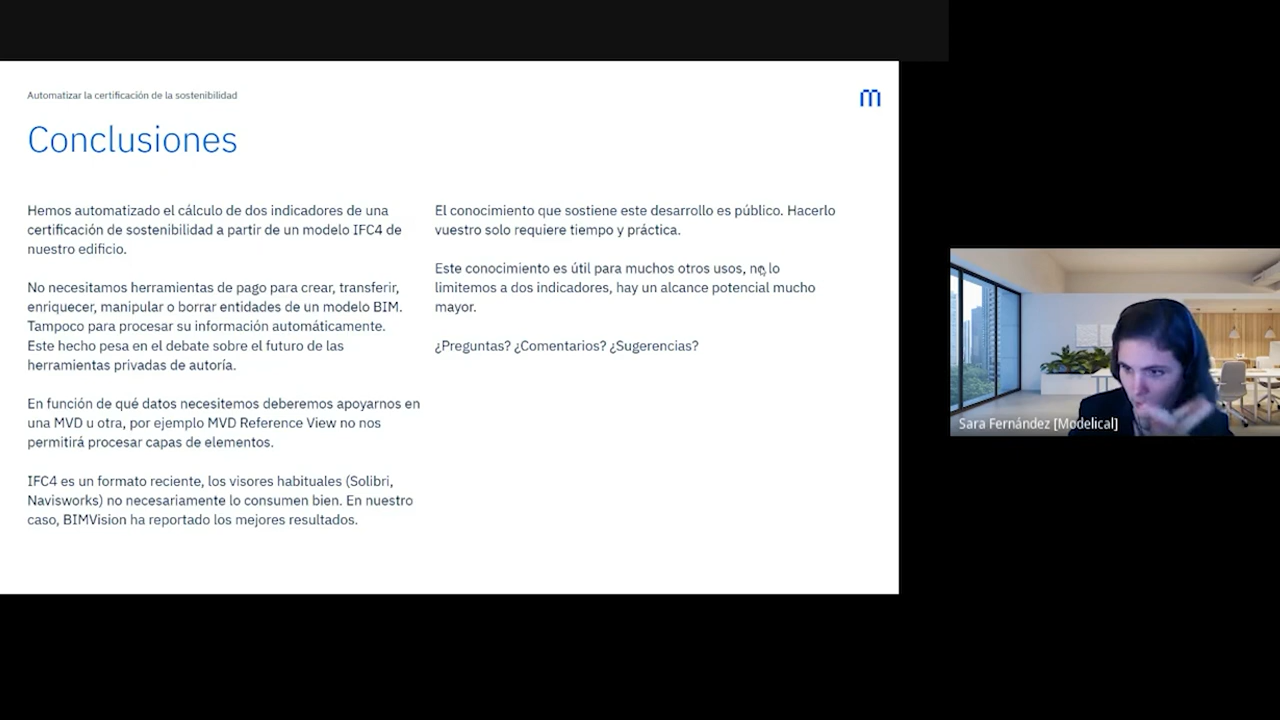 Automatizar la certificación de la sostenibilidad
Conclusiones
Hemos automatizado el cálculo de dos indicadores de una
certificación de sostenibilidad a partir de un modelo IFC4 de
nuestro edificio.
No necesitamos herramientas de pago para crear, transferir,
enriquecer, manipular o borrar entidades de un modelo BIM.
Tampoco para procesar su información automáticamente.
Este hecho pesa en el debate sobre el futuro de las
herramientas privadas de autoría.
En función de qué datos necesitemos deberemos apoyarnos en
una MVD u otra, por ejemplo MVD Reference View no nos
permitirá procesar capas de elementos.
IFC4 es un formato reciente, los visores habituales (Solibri,
Navisworks) no necesariamente lo consumen bien. En nuestro
caso, BIMVision ha reportado los mejores resultados.
El conocimiento que sostiene este desarrollo es público. Hacerlo
vuestro solo requiere tiempo y práctica.
Este conocimiento es útil para muchos otros usos, no lo
limitemos a dos indicadores, hay un alcance potencial mucho
mayor.
¿Preguntas? ¿Comentarios? ¿Sugerencias?
m
Sara Fernández [Modelical]